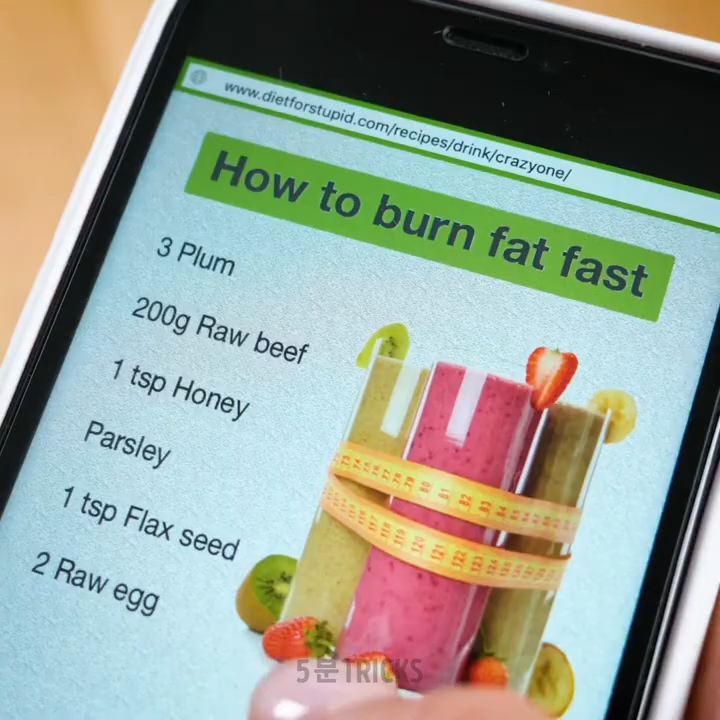 www.dietforstupid.com/recipes/drink/crazyone/
How to burn fat fast
3 Plum
200g Raw beef
1 tsp Honey
Parsley
1 tsp Flax seed
2 Raw egg
5분 TRICKS